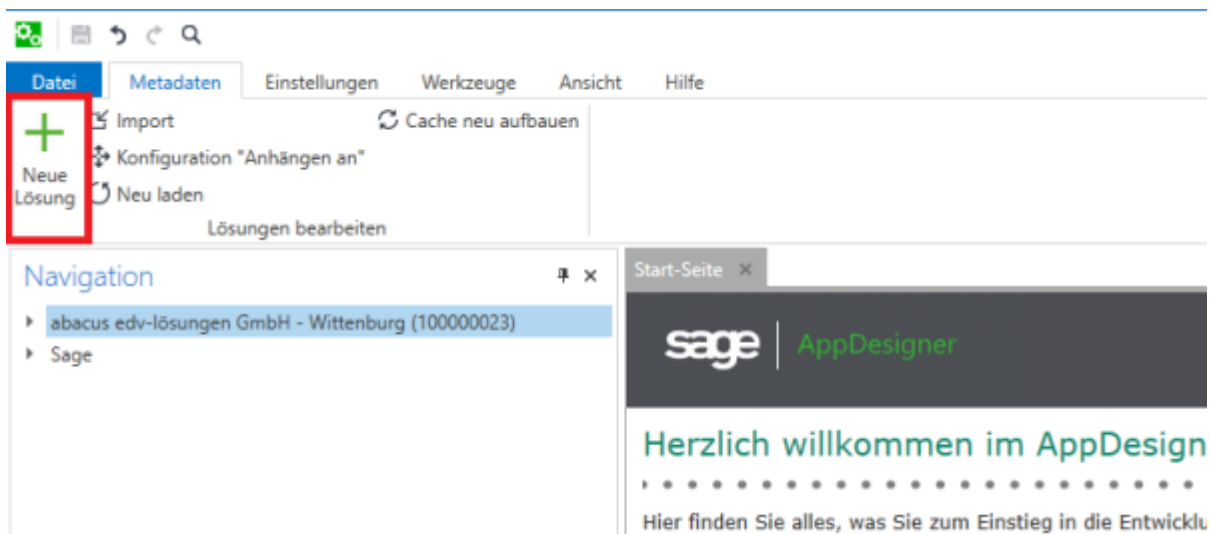 Datei Metadaten Einstellungen Werkzeuge Ansicht Hilfe
Neue
Lösung
Import
Cache neu aufbauen
Konfiguration "Anhängen an"
Neu laden
Lösungen bearbeiten
Navigation
abacus edv-lösungen GmbH - Wittenburg (100000023)
Sage
Start-Seite
sage AppDesigner
Herzlich willkommen im AppDesign
Hier finden Sie alles, was Sie zum Einstieg in die Entwicklu